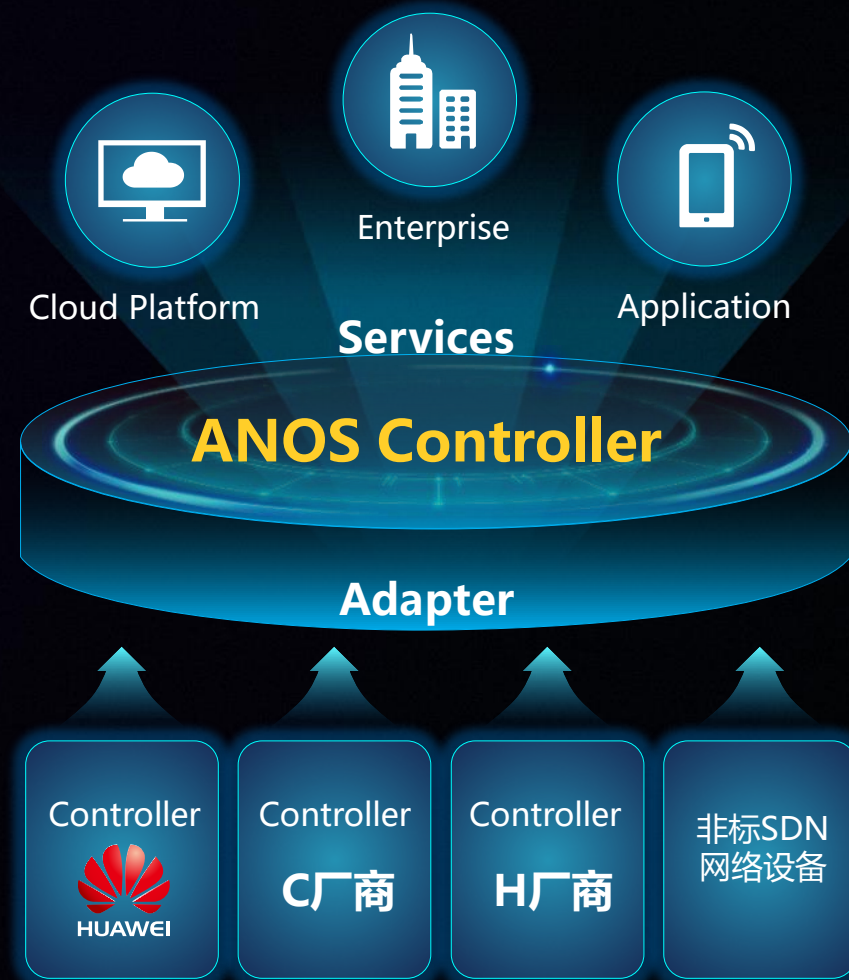 Enterprise
Cloud Platform
Application
Services
ANOS Controller
Adapter
Controller
HUAWEI
Controller
C厂商
Controller
H厂商
非标SDN
网络设备